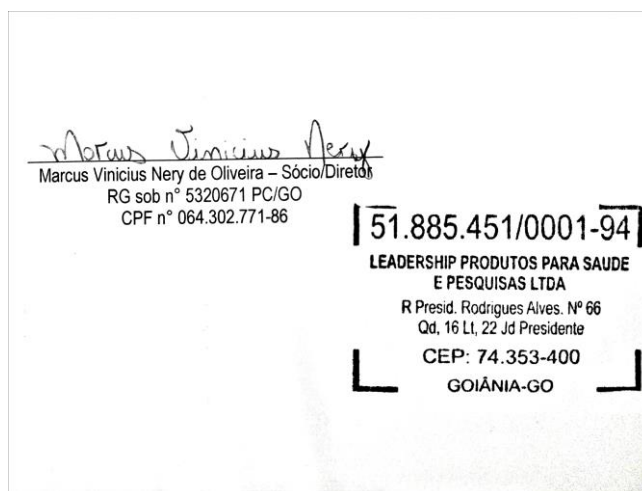 Marcus Vinicius Nery
Marcus Vinicius Nery de Oliveira – Sócio/Diretor
RG sob n° 5320671 PC/GO
CPF n° 064.302.771-86
51.885.451/0001-94
LEADERSHIP PRODUTOS PARA SAUDE
E PESQUISAS LTDA
R Presid. Rodrigues Alves. Nº 66
Qd, 16 Lt, 22 Jd Presidente
CEP: 74.353-400
GOIÂNIA-GO